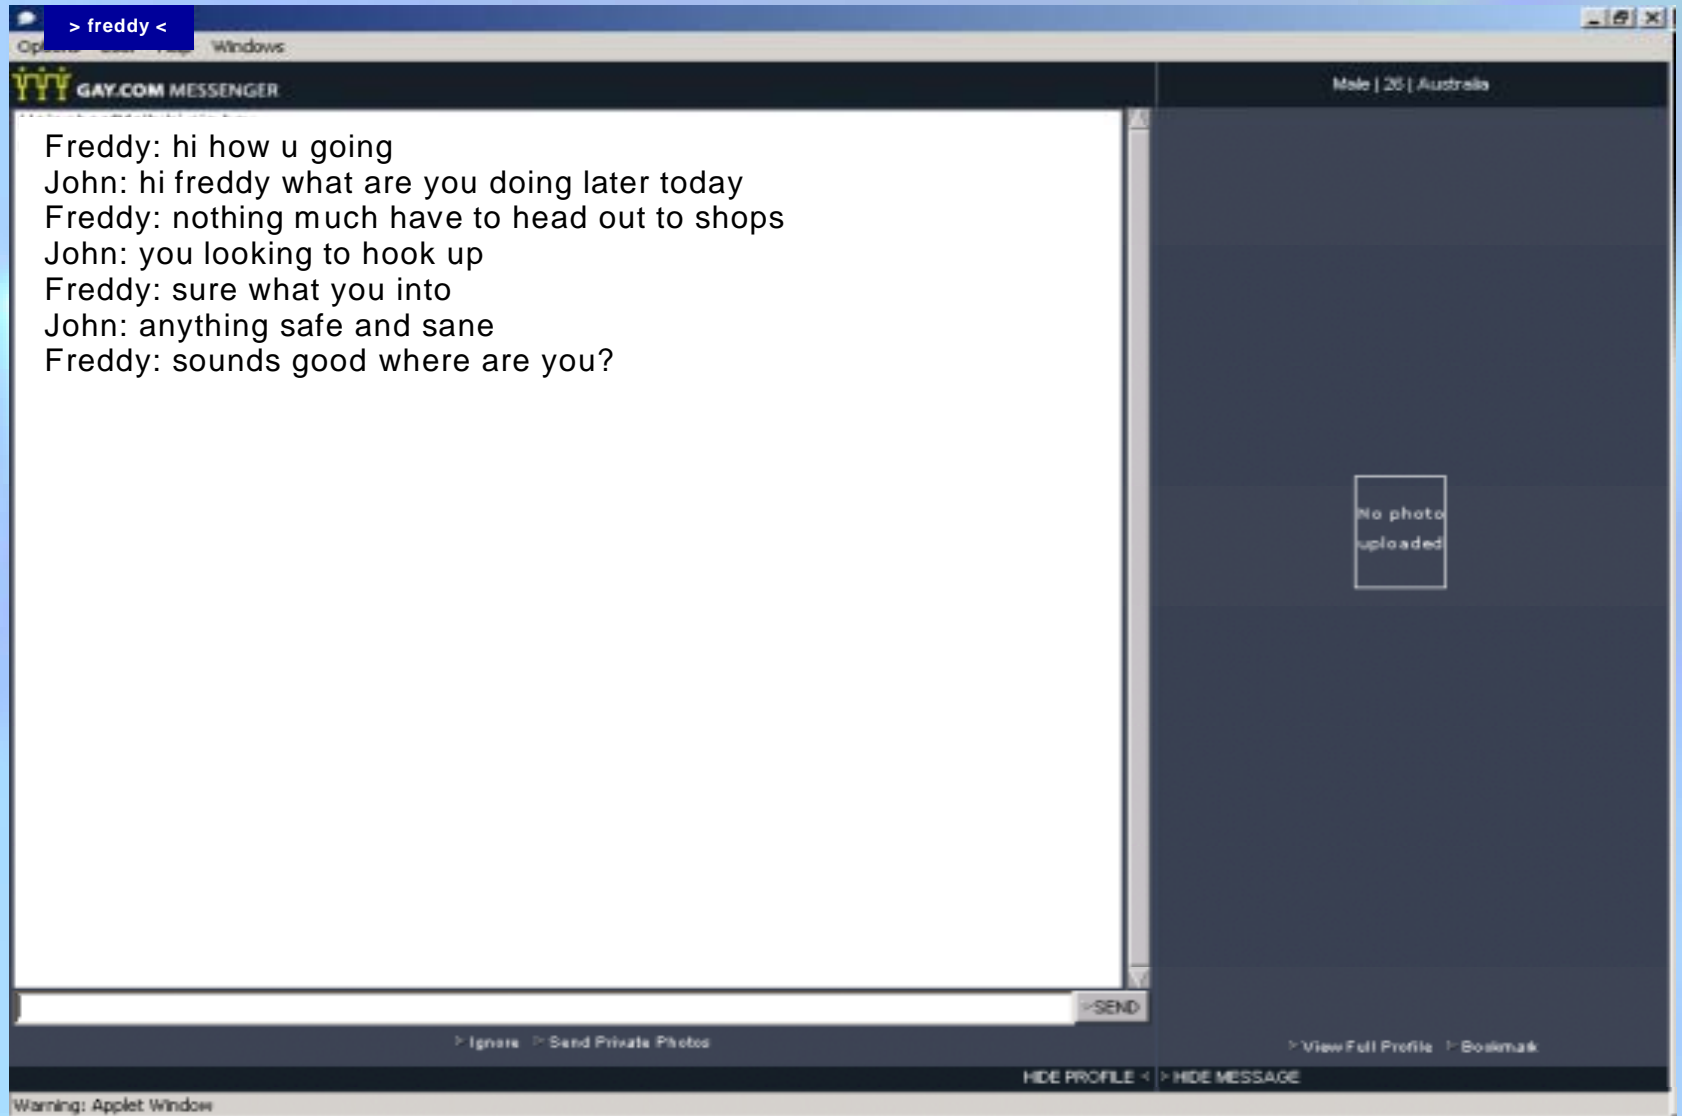 > freddy <
Windows
GAY.COM MESSENGER
Male | 26 | Australia
Freddy: hi how u going
John: hi freddy what are you doing later today
Freddy: nothing much have to head out to shops
John: you looking to hook up
Freddy: sure what you into
John: anything safe and sane
Freddy: sounds good where are you?
No photo
uploaded
SEND
Ignore Send Private Photos
View Full Profile Bookmark
HIDE PROFILE < > HIDE MESSAGE
Warning: Applet Window